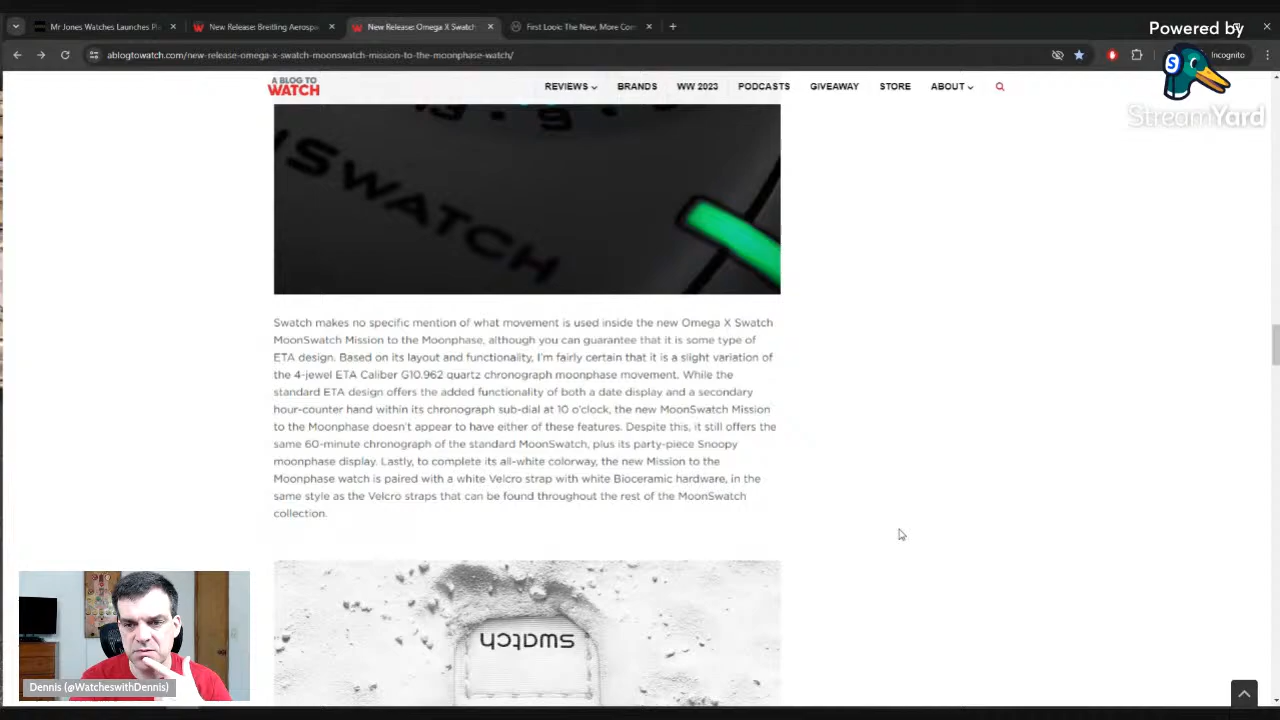 Mr Jones Watches Launches Pl
New Release: Breitling Aerosp
New Release: Omega X Swatch
First Look: The New, More Com
Powered by
ablogtowatch.com/new-release-omega-x-swatch-moonswatch-mission-to-the-moonphase-watch/
Incognito
S
StreamYard
A BLOG TO
WATCH
REVIEWS
BRANDS
WW 2023
PODCASTS
GIVEAWAY
STORE
ABOUT
SWATCH
Swatch makes no specific mention of what movement is used inside the new Omega X Swatch
MoonSwatch Mission to the Moonphase, although you can guarantee that it is some type of
ETA design. Based on its layout and functionality, I'm fairly certain that it is a slight variation of
the 4-jewel ETA Caliber G10.962 quartz chronograph moonphase movement. While the
standard ETA design offers the added functionality of both a date display and a secondary
hour-counter hand within its chronograph sub-dial at 10 o'clock, the new MoonSwatch Mission
to the Moonphase doesn't appear to have either of these features. Despite this, it still offers the
same 60-minute chronograph of the standard MoonSwatch, plus its party-piece Snoopy
moonphase display. Lastly, to complete its all-white colorway, the new Mission to the
Moonphase watch is paired with a white Velcro strap with white Bioceramic hardware, in the
same style as the Velcro straps that can be found throughout the rest of the MoonSwatch
collection.
swatch
Dennis (@WatcheswithDennis)